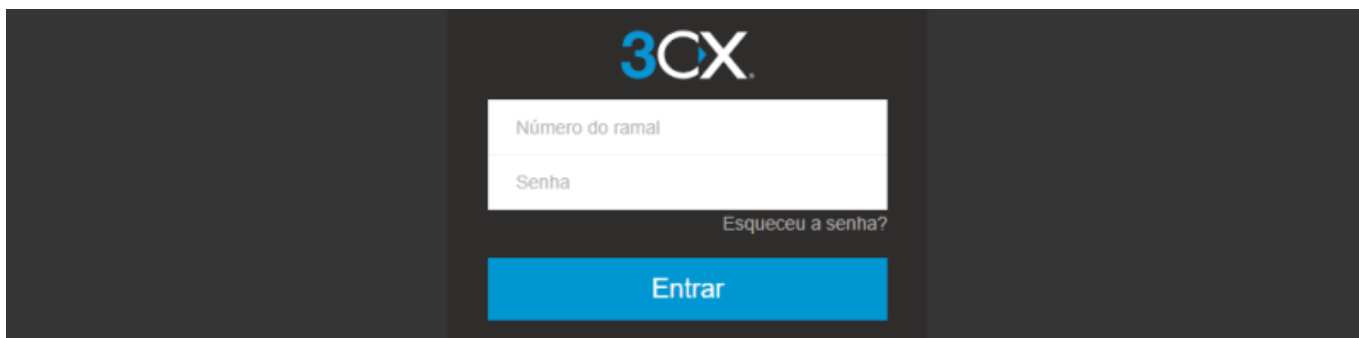 3CX
Número do ramal
Senha
Esqueceu a senha?
Entrar